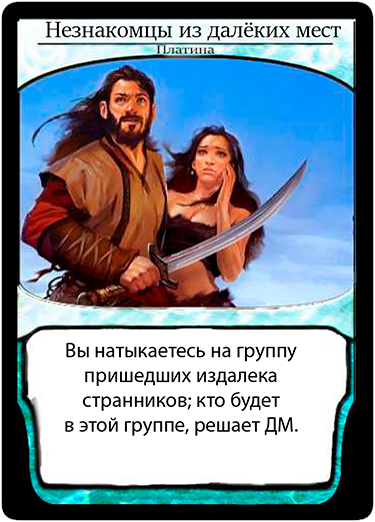 Незнакомцы из далёких мест
Платина
Вы натыкаетесь на группу
пришедших издалека
странников; кто будет
в этой группе, решает ДМ.